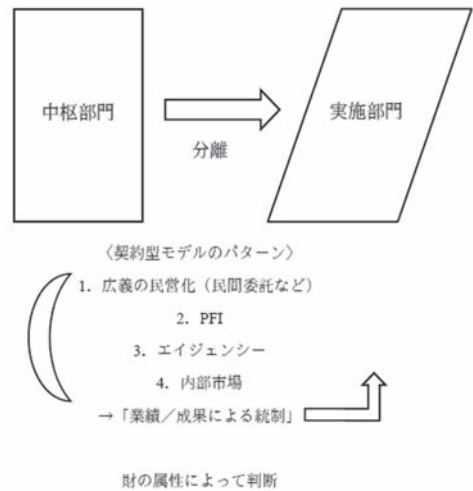 中枢部門
実施部門
分離
〈契約型モデルのパターン〉
1. 広義の民営化（民間委託など）
2. PFI
3. エイジェンシー
4. 内部市場
→「業績／成果による統制」
財の属性によって判断